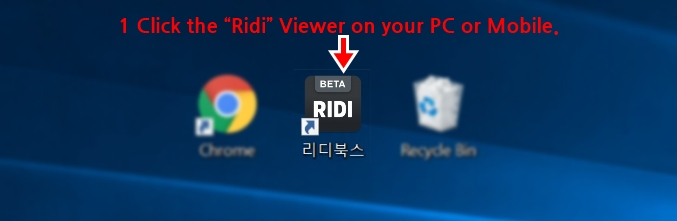 1 Click the “Ridi” Viewer on your PC or Mobile.
BETA
RIDI
Chrome
리디북스
Recycle Bin